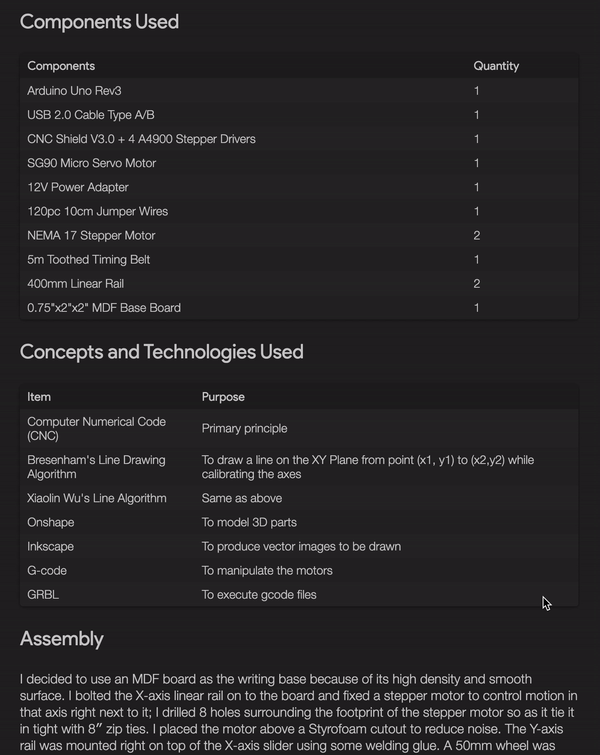 Components Used
Components Quantity
Arduino Uno Rev3 1
USB 2.0 Cable Type A/B 1
CNC Shield V3.0 + 4 A4900 Stepper Drivers 1
SG90 Micro Servo Motor 1
12V Power Adapter 1
120pc 10cm Jumper Wires 1
NEMA 17 Stepper Motor 2
5m Toothed Timing Belt 1
400mm Linear Rail 2
0.75"x2"x2" MDF Base Board 1
Concepts and Technologies Used
Item Purpose
Computer Numerical Code
(CNC)
Primary principle
Bresenham's Line Drawing
Algorithm
To draw a line on the XY Plane from point (x1, y1) to (x2,y2) while
calibrating the axes
Xiaolin Wu's Line Algorithm Same as above
Onshape To model 3D parts
Inkscape To produce vector images to be drawn
G-code To manipulate the motors
GRBL To execute gcode files
Assembly
I decided to use an MDF board as the writing base because of its high density and smooth
surface. I bolted the X-axis linear rail on to the board and fixed a stepper motor to control motion in
that axis right next to it; I drilled 8 holes surrounding the footprint of the stepper motor so as it tie it
in tight with 8″ zip ties. I placed the motor above a Styrofoam cutout to reduce noise. The Y-axis
rail was mounted right on top of the X-axis slider using some welding glue. A 50mm wheel was